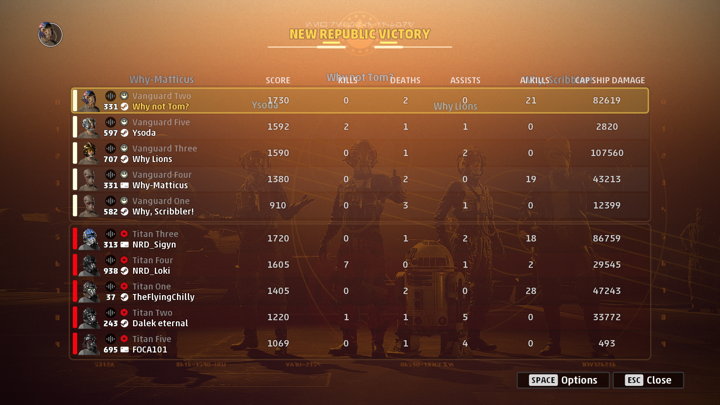 NEW REPUBLIC VICTORY
Why-Matticus Why not Tom? Why, Scribbler!
SCORE KILLS DEATHS ASSISTS AI KILLS CAP SHIP DAMAGE
Ysoda Why Lions
Vanguard Two
331 Why not Tom? 1730 0 2 0 21 82619
Vanguard Five
597 Ysoda 1592 2 1 1 0 2820
Vanguard Three
707 Why Lions 1590 0 1 2 0 107560
Vanguard Four
331 Why-Matticus 1380 0 2 0 19 43213
Vanguard One
582 Why, Scribbler! 910 0 3 1 0 12399
Titan Three
313 NRD_Sigyn 1720 0 1 2 18 86759
Titan Four
938 NRD_Loki 1605 7 0 1 2 29545
Titan One
37 TheFlyingChilly 1405 0 2 0 28 47243
Titan Two
243 Dalek eternal 1220 1 1 5 0 33772
Titan Five
695 FOCA101 1069 0 1 4 0 493
SPACE Options ESC Close